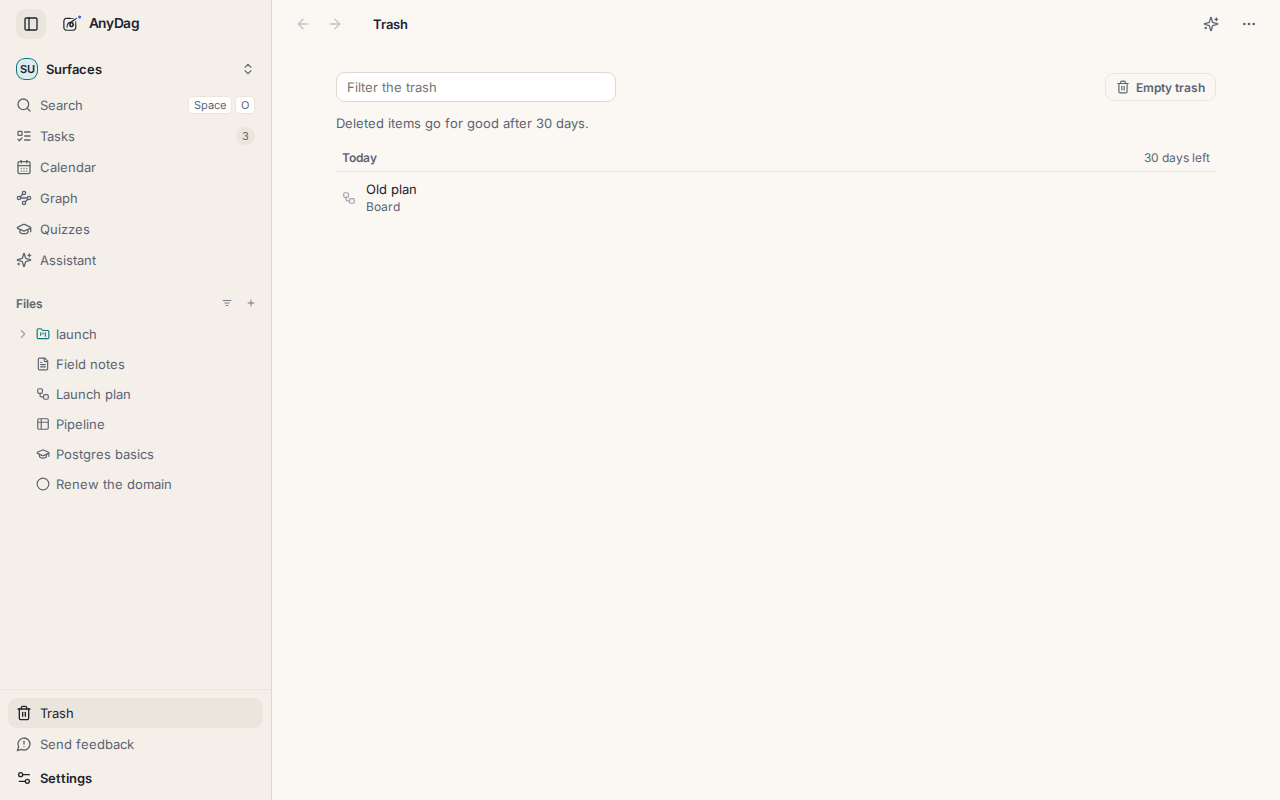 AnyDag
Trash
SU Surfaces
Search Space O
Tasks 3
Calendar
Graph
Quizzes
Assistant
Files
launch
Field notes
Launch plan
Pipeline
Postgres basics
Renew the domain
Trash
Send feedback
Settings
Filter the trash
Empty trash
Deleted items go for good after 30 days.
Today 30 days left
Old plan
Board